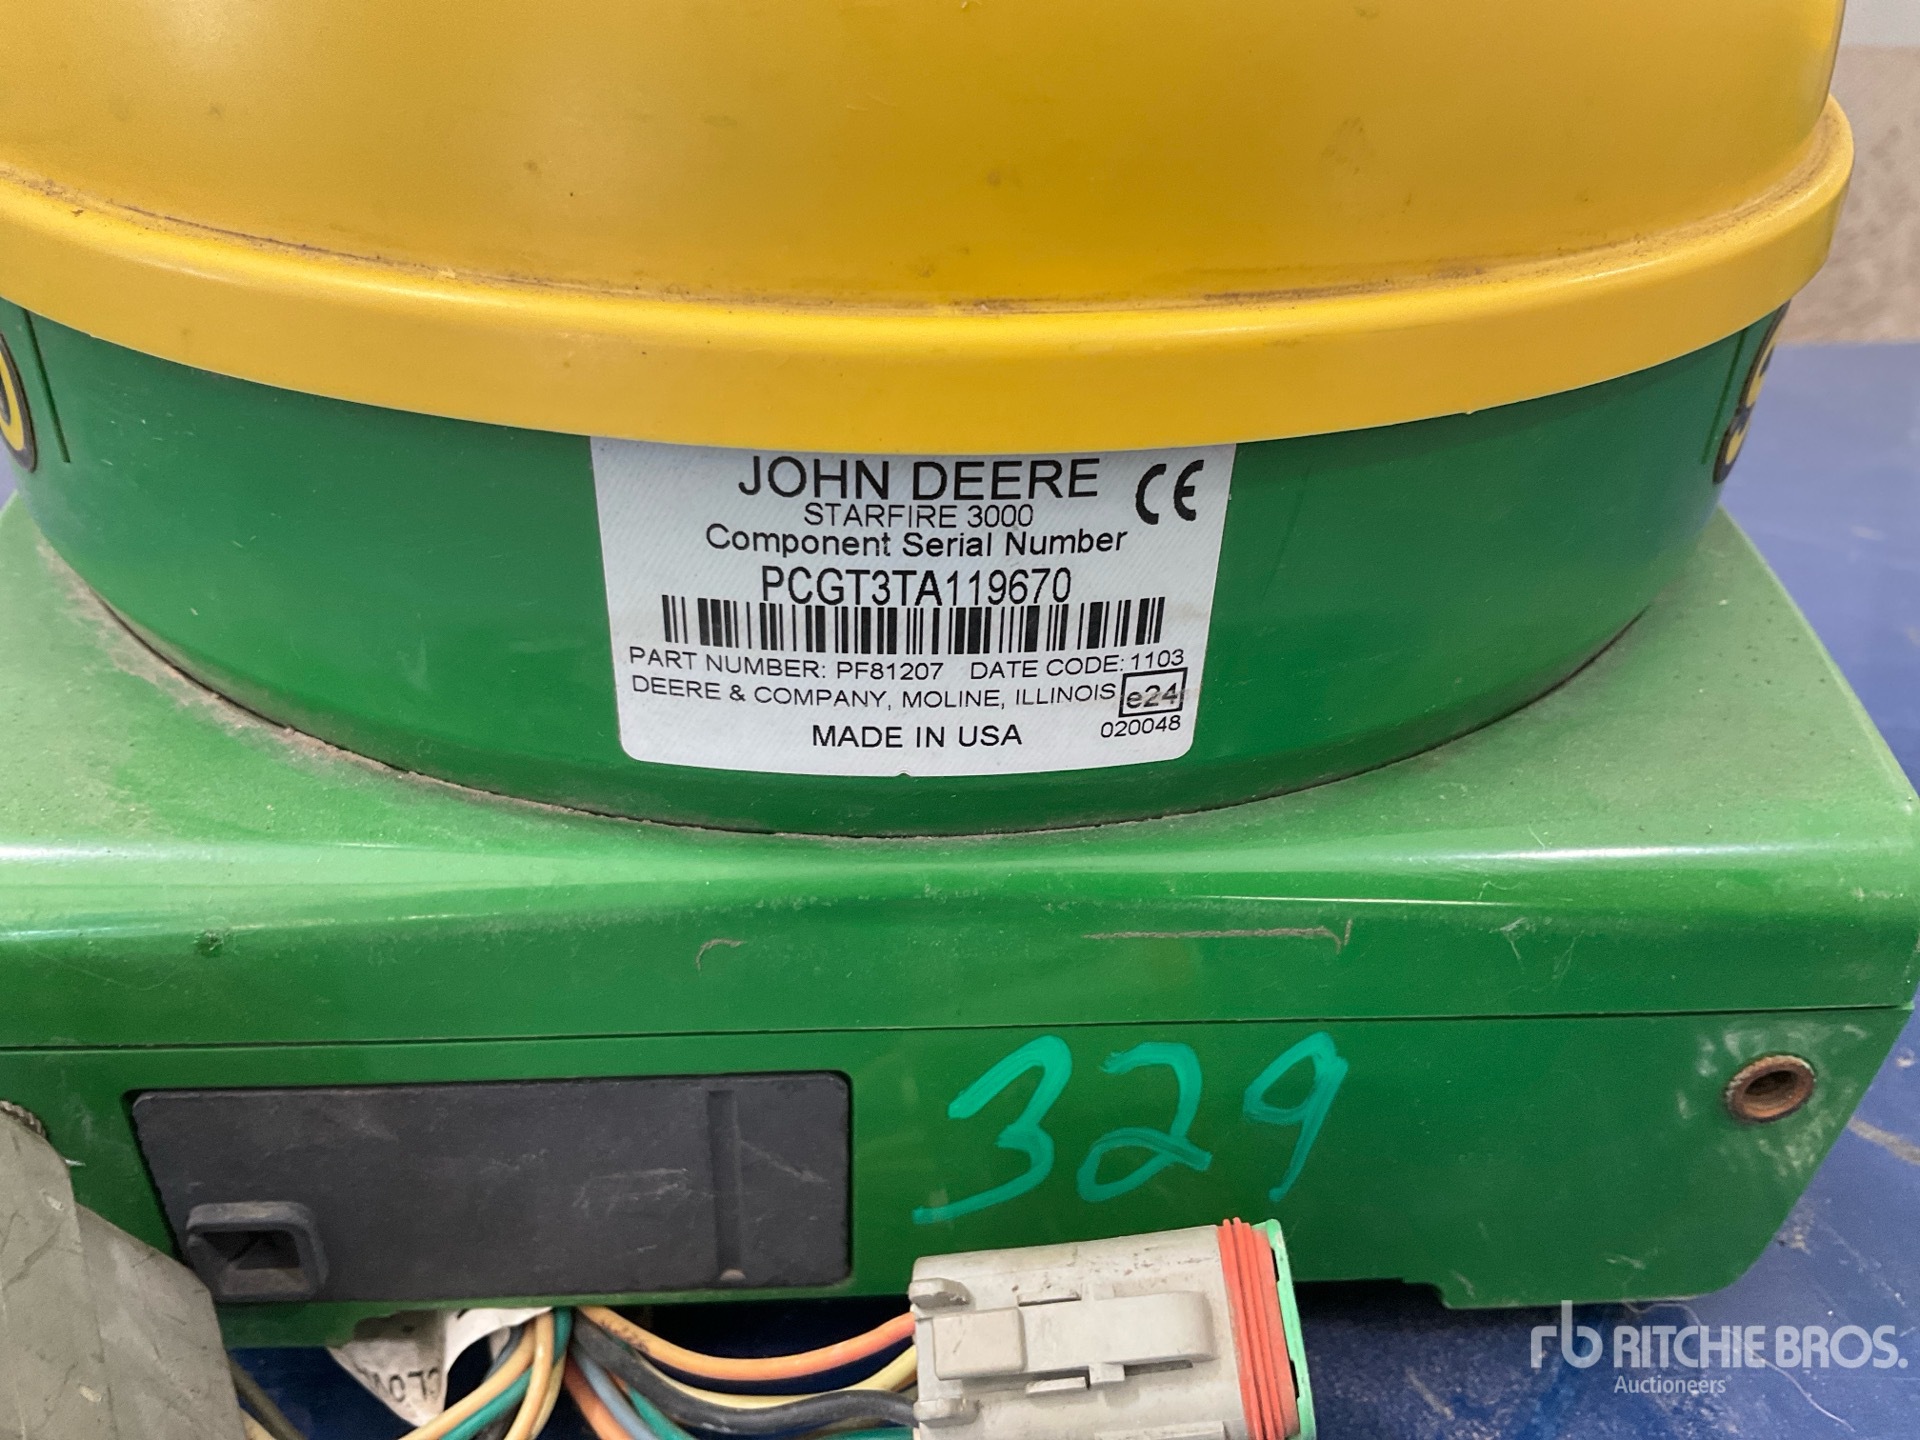 JOHN DEERE CE
STARFIRE 3000
Component Serial Number
PCGT3TA119670
PART NUMBER: PF81207 DATE CODE: 1103
DEERE & COMPANY, MOLINE, ILLINOIS e24
020048
MADE IN USA
329
rb RITCHIE BROS.
Auctioneers